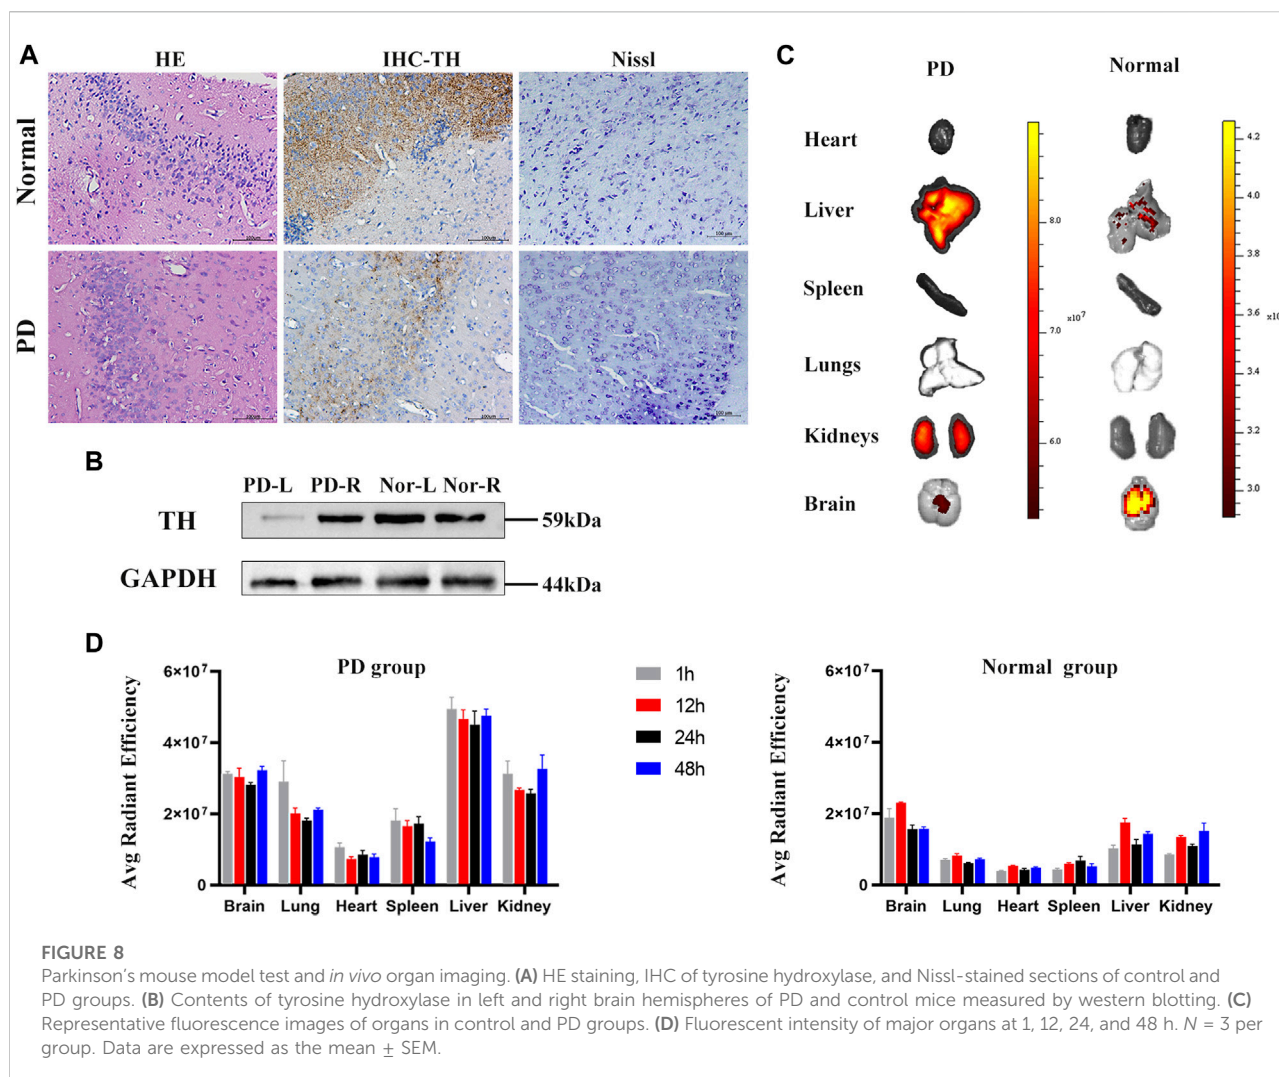 A
HE
IHC-TH
Nissl
Normal
PD
100μm
100μm
100 μm
100μm
100μm
100 μm
B
PD-L PD-R Nor-L Nor-R
TH
59kDa
GAPDH
44kDa
C
PD
Normal
Heart
Liver
Spleen
Lungs
Kidneys
Brain
8.0
7.0
x10⁷
6.0
4.2
4.0
3.8
3.6
3.4
3.2
3.0
D
PD group
Avg Radiant Efficiency
6×10⁷
4×10⁷
2×10⁷
0
Brain Lung Heart Spleen Liver Kidney
1h
12h
24h
48h
Normal group
Avg Radiant Efficiency
6×10⁷
4×10⁷
2×10⁷
0
Brain Lung Heart Spleen Liver Kidney
FIGURE 8
Parkinson's mouse model test and in vivo organ imaging. (A) HE staining, IHC of tyrosine hydroxylase, and Nissl-stained sections of control and
PD groups. (B) Contents of tyrosine hydroxylase in left and right brain hemispheres of PD and control mice measured by western blotting. (C)
Representative fluorescence images of organs in control and PD groups. (D) Fluorescent intensity of major organs at 1, 12, 24, and 48 h. N = 3 per
group. Data are expressed as the mean ± SEM.